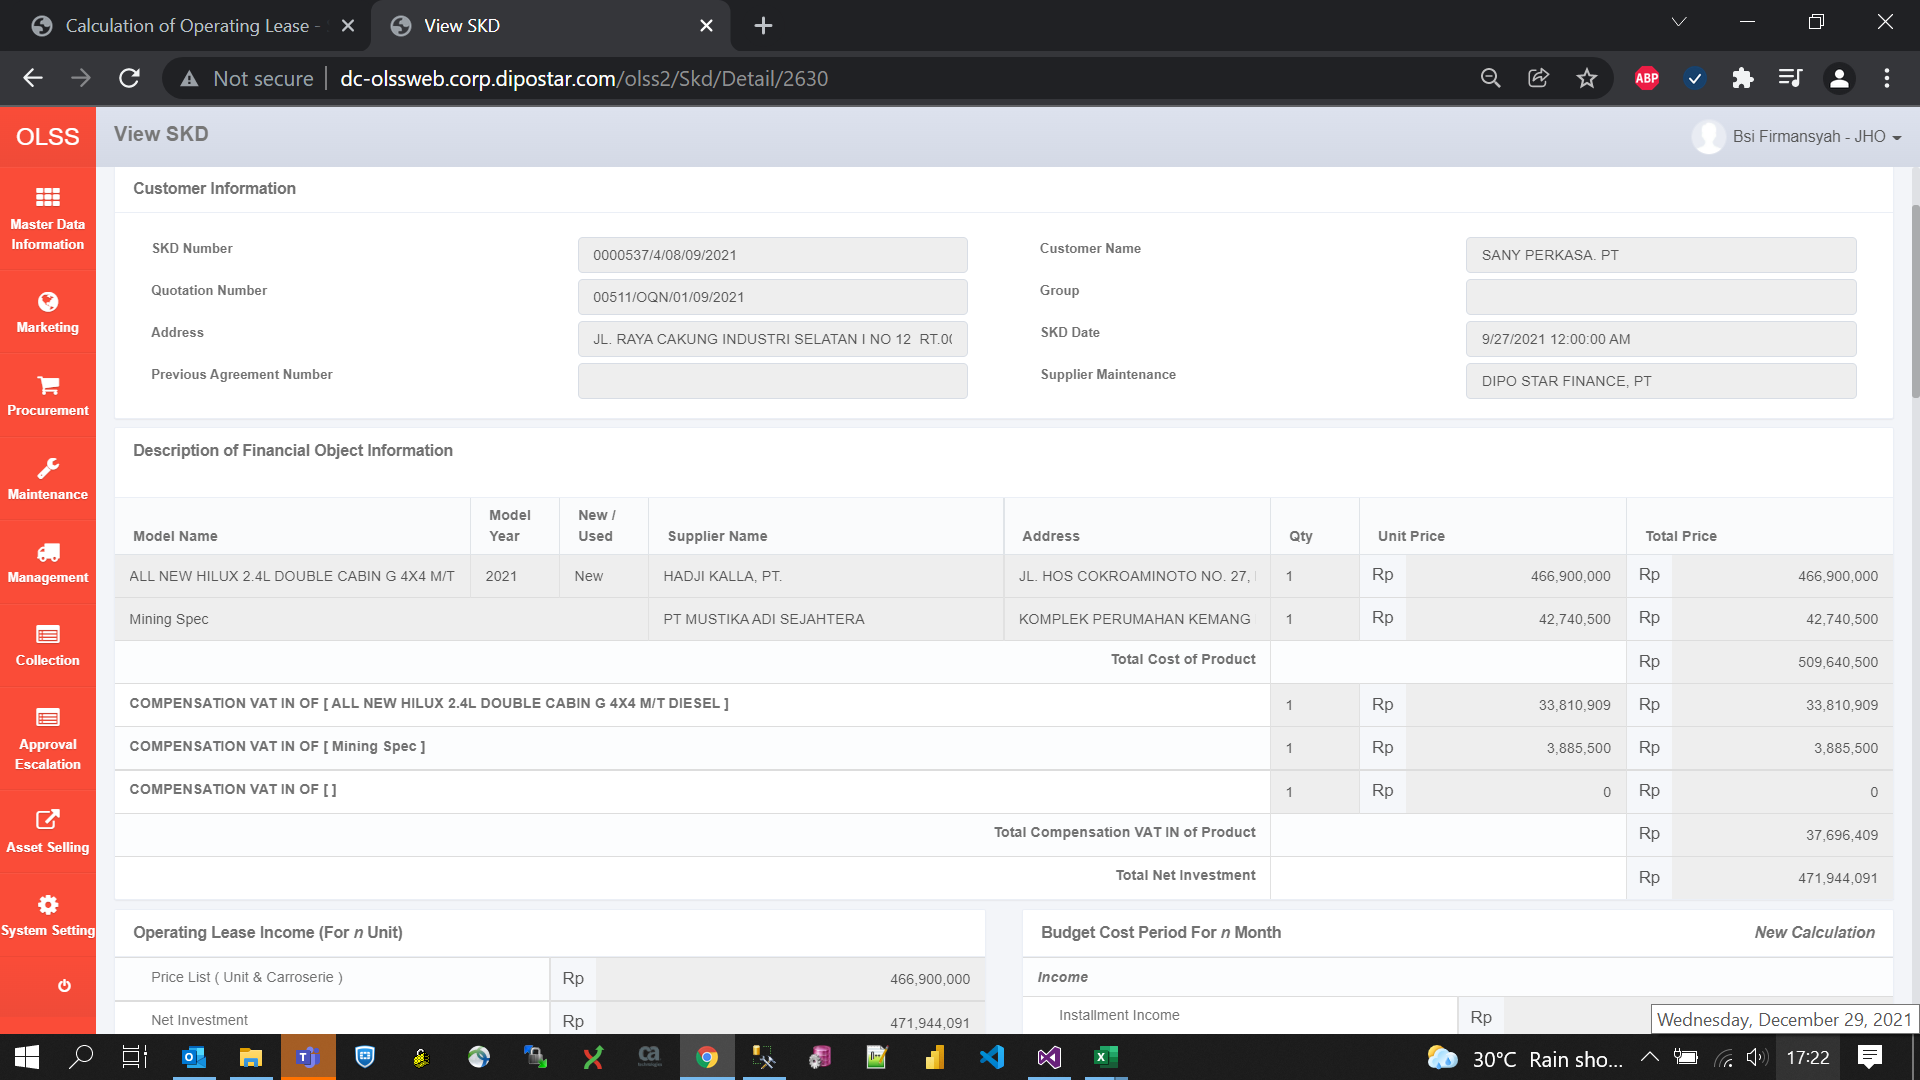 Calculation of Operating Lease -
View SKD
Not secure
dc-olssweb.corp.dipostar.com/olss2/Skd/Detail/2630
ABP
OLSS
View SKD
Bsi Firmansyah - JHO
Master Data Information
Marketing
Procurement
Maintenance
Management
Collection
Approval Escalation
Asset Selling
System Setting
Customer Information
SKD Number 0000537/4/08/09/2021 Customer Name SANY PERKASA. PT
Quotation Number 00511/OQN/01/09/2021 Group
Address JL. RAYA CAKUNG INDUSTRI SELATAN I NO 12 RT.00 SKD Date 9/27/2021 12:00:00 AM
Previous Agreement Number Supplier Maintenance DIPO STAR FINANCE, PT
Description of Financial Object Information
Model Name Model Year New / Used Supplier Name Address Qty Unit Price Total Price
ALL NEW HILUX 2.4L DOUBLE CABIN G 4X4 M/T 2021 New HADJI KALLA, PT. JL. HOS COKROAMINOTO NO. 27, 1 Rp 466,900,000 Rp 466,900,000
Mining Spec PT MUSTIKA ADI SEJAHTERA KOMPLEK PERUMAHAN KEMANG 1 Rp 42,740,500 Rp 42,740,500
Total Cost of Product Rp 509,640,500
COMPENSATION VAT IN OF [ ALL NEW HILUX 2.4L DOUBLE CABIN G 4X4 M/T DIESEL ] 1 Rp 33,810,909 Rp 33,810,909
COMPENSATION VAT IN OF [ Mining Spec ] 1 Rp 3,885,500 Rp 3,885,500
COMPENSATION VAT IN OF [ ] 1 Rp 0 Rp 0
Total Compensation VAT IN of Product Rp 37,696,409
Total Net Investment Rp 471,944,091
Operating Lease Income (For n Unit)
Price List ( Unit & Carroserie ) Rp 466,900,000
Net Investment Rp 471,944,091
Budget Cost Period For n Month New Calculation
Income
Installment Income Rp
Wednesday, December 29, 2021
30°C Rain sho...
17:22